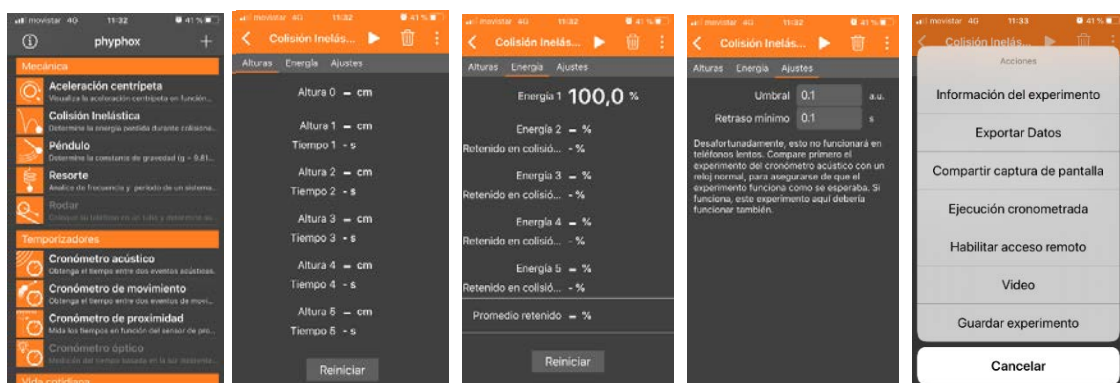 movistar 4G 11:32 41 %
phyphox
Mecánica
Aceleración centrípeta
Visualiza la aceleración centrípeta en función...
Colisión Inelástica
Determine la energía perdida durante colisione...
Péndulo
Determine la constante de gravedad (g = 9.81...
Resorte
Analice de frecuencia y período de un sistema...
Rodar
Temporizadores
Cronómetro acústico
Obtenga el tiempo entre dos eventos acústicos.
Cronómetro de movimiento
Obtenga el tiempo entre dos eventos de movi...
Cronómetro de proximidad
Mida los tiempos en función del sensor de pro...
Cronómetro óptico
Vida cotidiana
movistar 4G 11:32 41 %
Colisión Inelás...
Alturas Energía Ajustes
Altura 0 – cm
Altura 1 – cm
Tiempo 1 - s
Altura 2 – cm
Tiempo 2 - s
Altura 3 – cm
Tiempo 3 - s
Altura 4 – cm
Tiempo 4 - s
Altura 5 – cm
Tiempo 5 - s
Reiniciar
movistar 4G 11:32 41 %
Colisión Inelás...
Alturas Energía Ajustes
Energía 1 100,0 %
Energía 2 – %
Retenido en colisió... - %
Energía 3 – %
Retenido en colisió... - %
Energía 4 – %
Retenido en colisió... - %
Energía 5 – %
Retenido en colisió... - %
Promedio retenido – %
Reiniciar
movistar 4G 11:32 41 %
Colisión Inelás...
Alturas Energía Ajustes
Umbral 0.1 a.u.
Retraso mínimo 0.1 s
Desafortunadamente, esto no funcionará en
teléfonos lentos. Compare primero el
experimento del cronómetro acústico con un
reloj normal, para asegurarse de que el
experimento funciona como se esperaba. Si
funciona, este experimento aquí debería
funcionar también.
movistar 4G 11:33 41 %
Colisión Inelás...
Acciones
Información del experimento
Exportar Datos
Compartir captura de pantalla
Ejecución cronometrada
Habilitar acceso remoto
Video
Guardar experimento
Cancelar